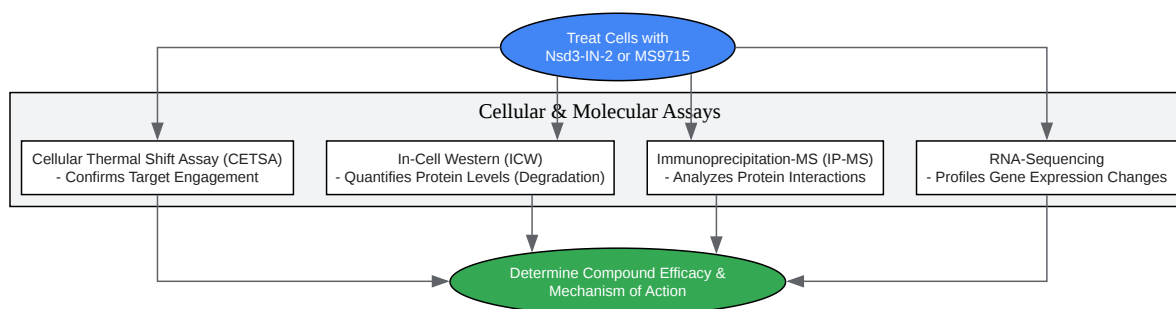 Treat Cells with
Nsd3-IN-2 or MS9715
Cellular & Molecular Assays
Cellular Thermal Shift Assay (CETSA)
- Confirms Target Engagement
In-Cell Western (ICW)
- Quantifies Protein Levels (Degradation)
Immunoprecipitation-MS (IP-MS)
- Analyzes Protein Interactions
RNA-Sequencing
- Profiles Gene Expression Changes
Determine Compound Efficacy &
Mechanism of Action